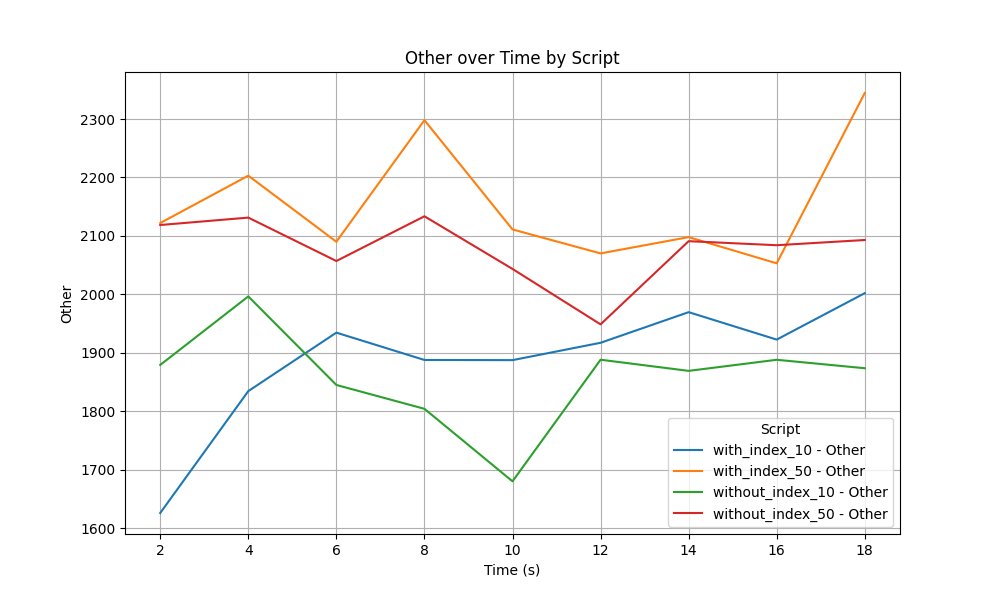 Other over Time by Script
Other
2300
2200
2100
2000
1900
1800
1700
1600
2 4 6 8 10 12 14 16 18
Time (s)
Script
with_index_10 - Other
with_index_50 - Other
without_index_10 - Other
without_index_50 - Other